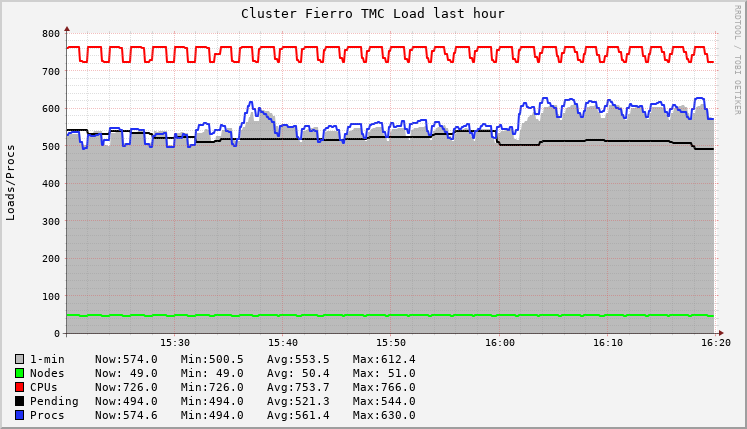 Cluster Fierro TMC Load last hour
RRDTOOL / TOBI OETIKER
Loads/Procs
800
700
600
500
400
300
200
100
0
15:30 15:40 15:50 16:00 16:10 16:20
1-min Now:574.0 Min:500.5 Avg:553.5 Max:612.4
Nodes Now: 49.0 Min: 49.0 Avg: 50.4 Max: 51.0
CPUs Now:726.0 Min:726.0 Avg:753.7 Max:766.0
Pending Now:494.0 Min:494.0 Avg:521.3 Max:544.0
Procs Now:574.6 Min:494.0 Avg:561.4 Max:630.0